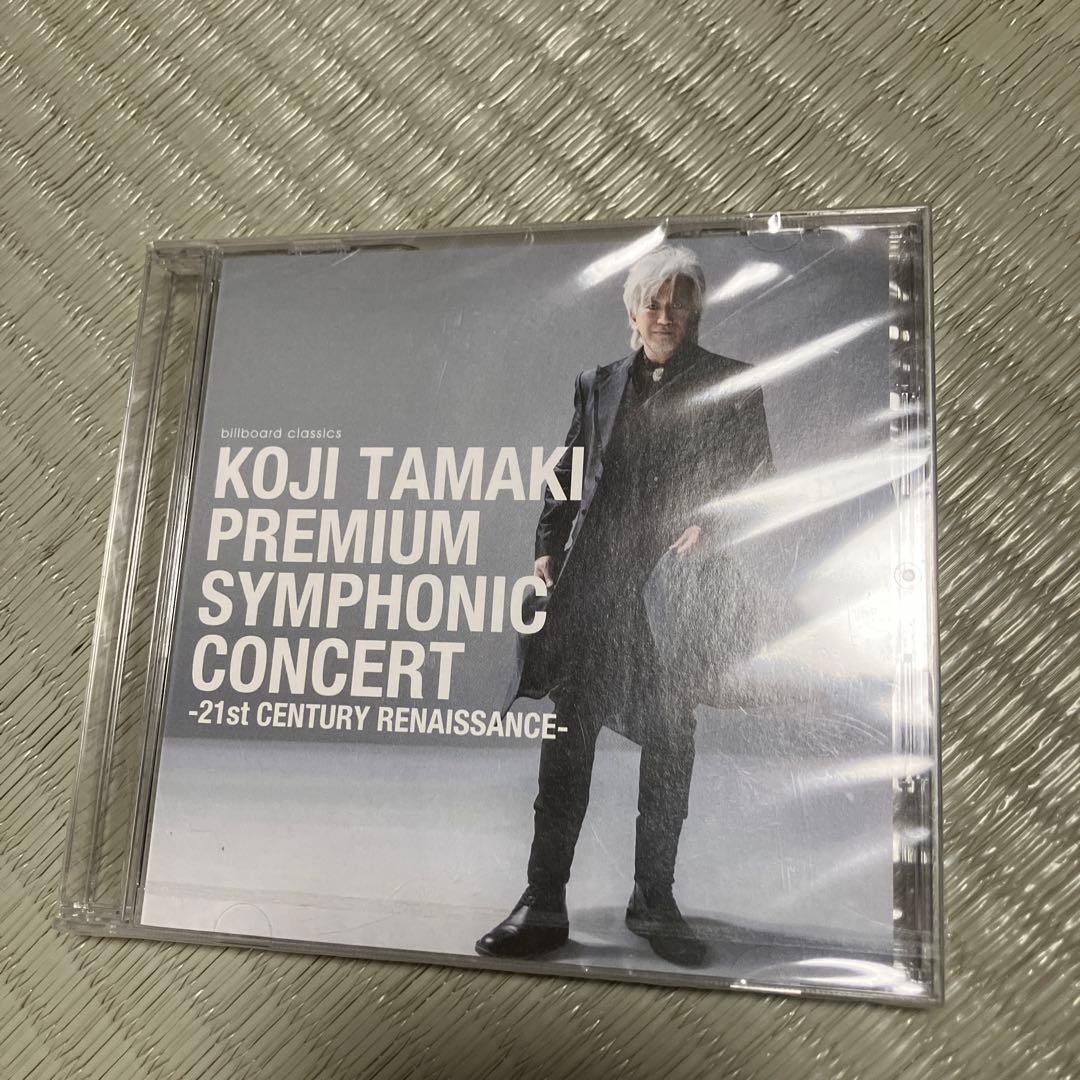 billboard classics
KOJI TAMAKI
PREMIUM
SYMPHONIC
CONCERT
-21st CENTURY RENAISSANCE-